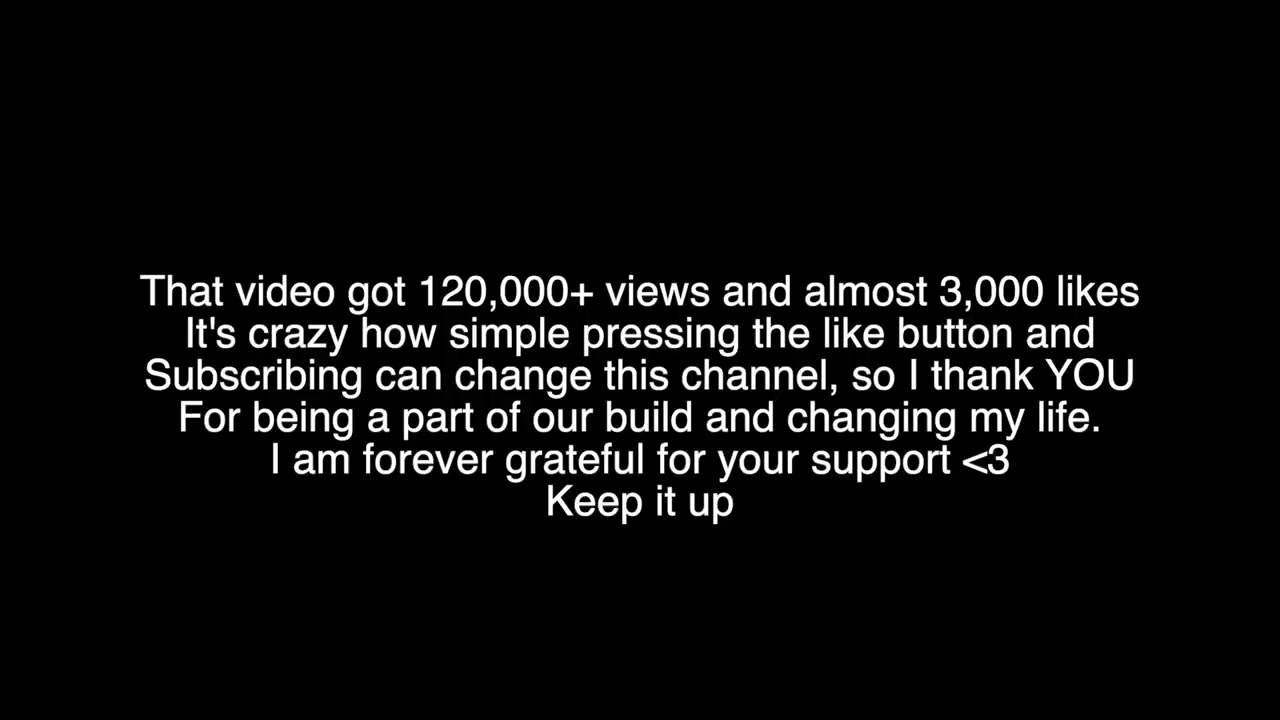 That video got 120,000+ views and almost 3,000 likes
It's crazy how simple pressing the like button and
Subscribing can change this channel, so I thank YOU
For being a part of our build and changing my life.
I am forever grateful for your support <3
Keep it up